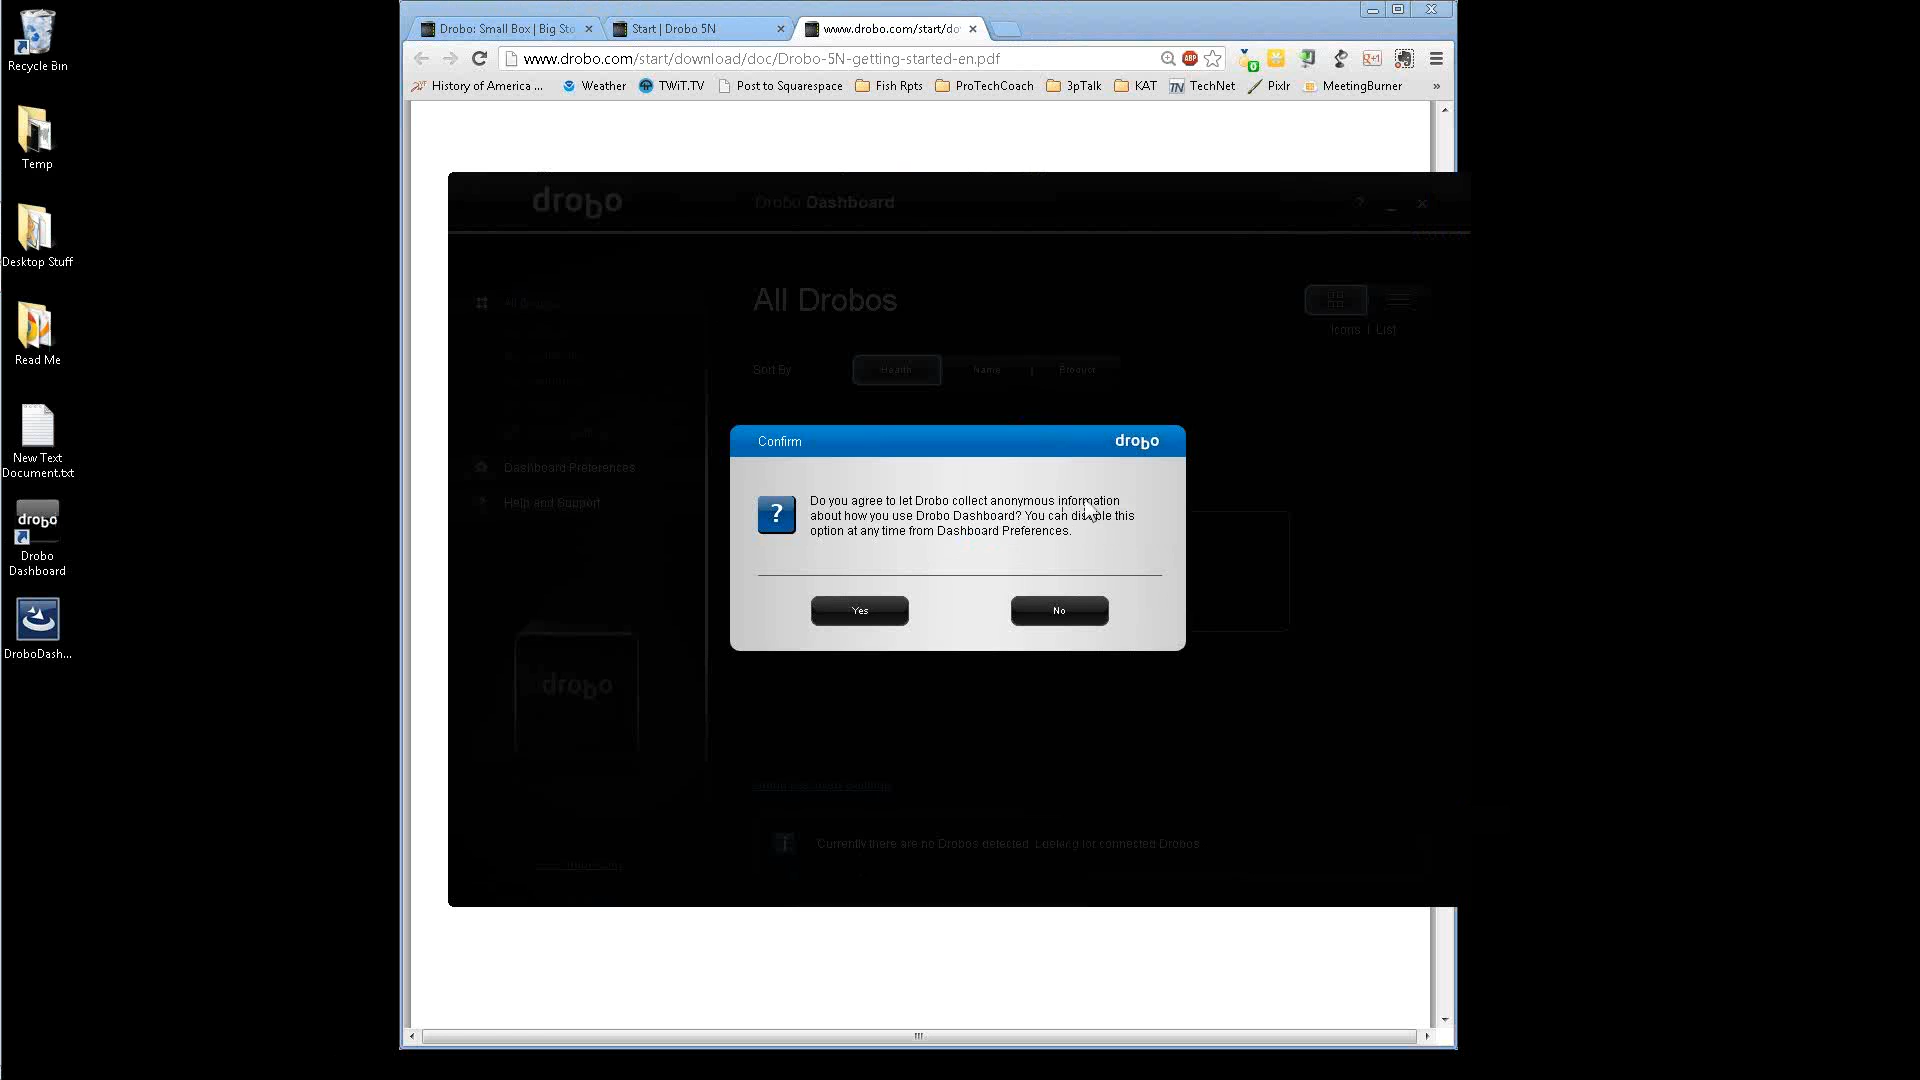 Recycle Bin
Temp
Desktop Stuff
Read Me
New Text
Document.txt
drobo
Drobo
Dashboard
DroboDash...
Drobo: Small Box | Big Sto
Start | Drobo 5N
www.drobo.com/start/do
www.drobo.com/start/download/doc/Drobo-5N-getting-started-en.pdf
ABP
0
g+1
History of America ...
Weather
TWiT.TV
Post to Squarespace
Fish Rpts
ProTechCoach
3pTalk
KAT
TN
TechNet
Pixlr
MeetingBurner
»
drobo
Drobo Dashboard
? _ x
All Drobos
Icons | List
Sort By
Health
Name
|
Product
Dashboard Preferences
? Help and Support
drobo
Confirm
drobo
?
Do you agree to let Drobo collect anonymous information
about how you use Drobo Dashboard? You can disable this
option at any time from Dashboard Preferences.
Yes
No
Currently there are no Drobos detected. Looking for connected Drobos